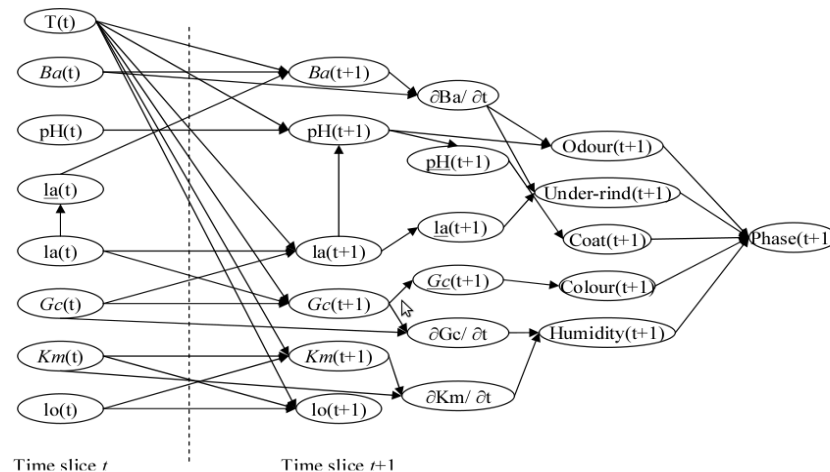 T(t)
Ba(t)
Ba(t+1)
∂Ba/ ∂t
pH(t)
pH(t+1)
Odour(t+1)
pH(t+1)
la(t)
Under-rind(t+1)
la(t+1)
Coat(t+1)
Phase(t+1
la(t)
la(t+1)
Gc(t+1)
Colour(t+1)
Gc(t)
Gc(t+1)
∂Gc/ ∂t
Humidity(t+1)
Km(t)
Km(t+1)
∂Km/ ∂t
lo(t)
lo(t+1)
Time slice t
Time slice t+1